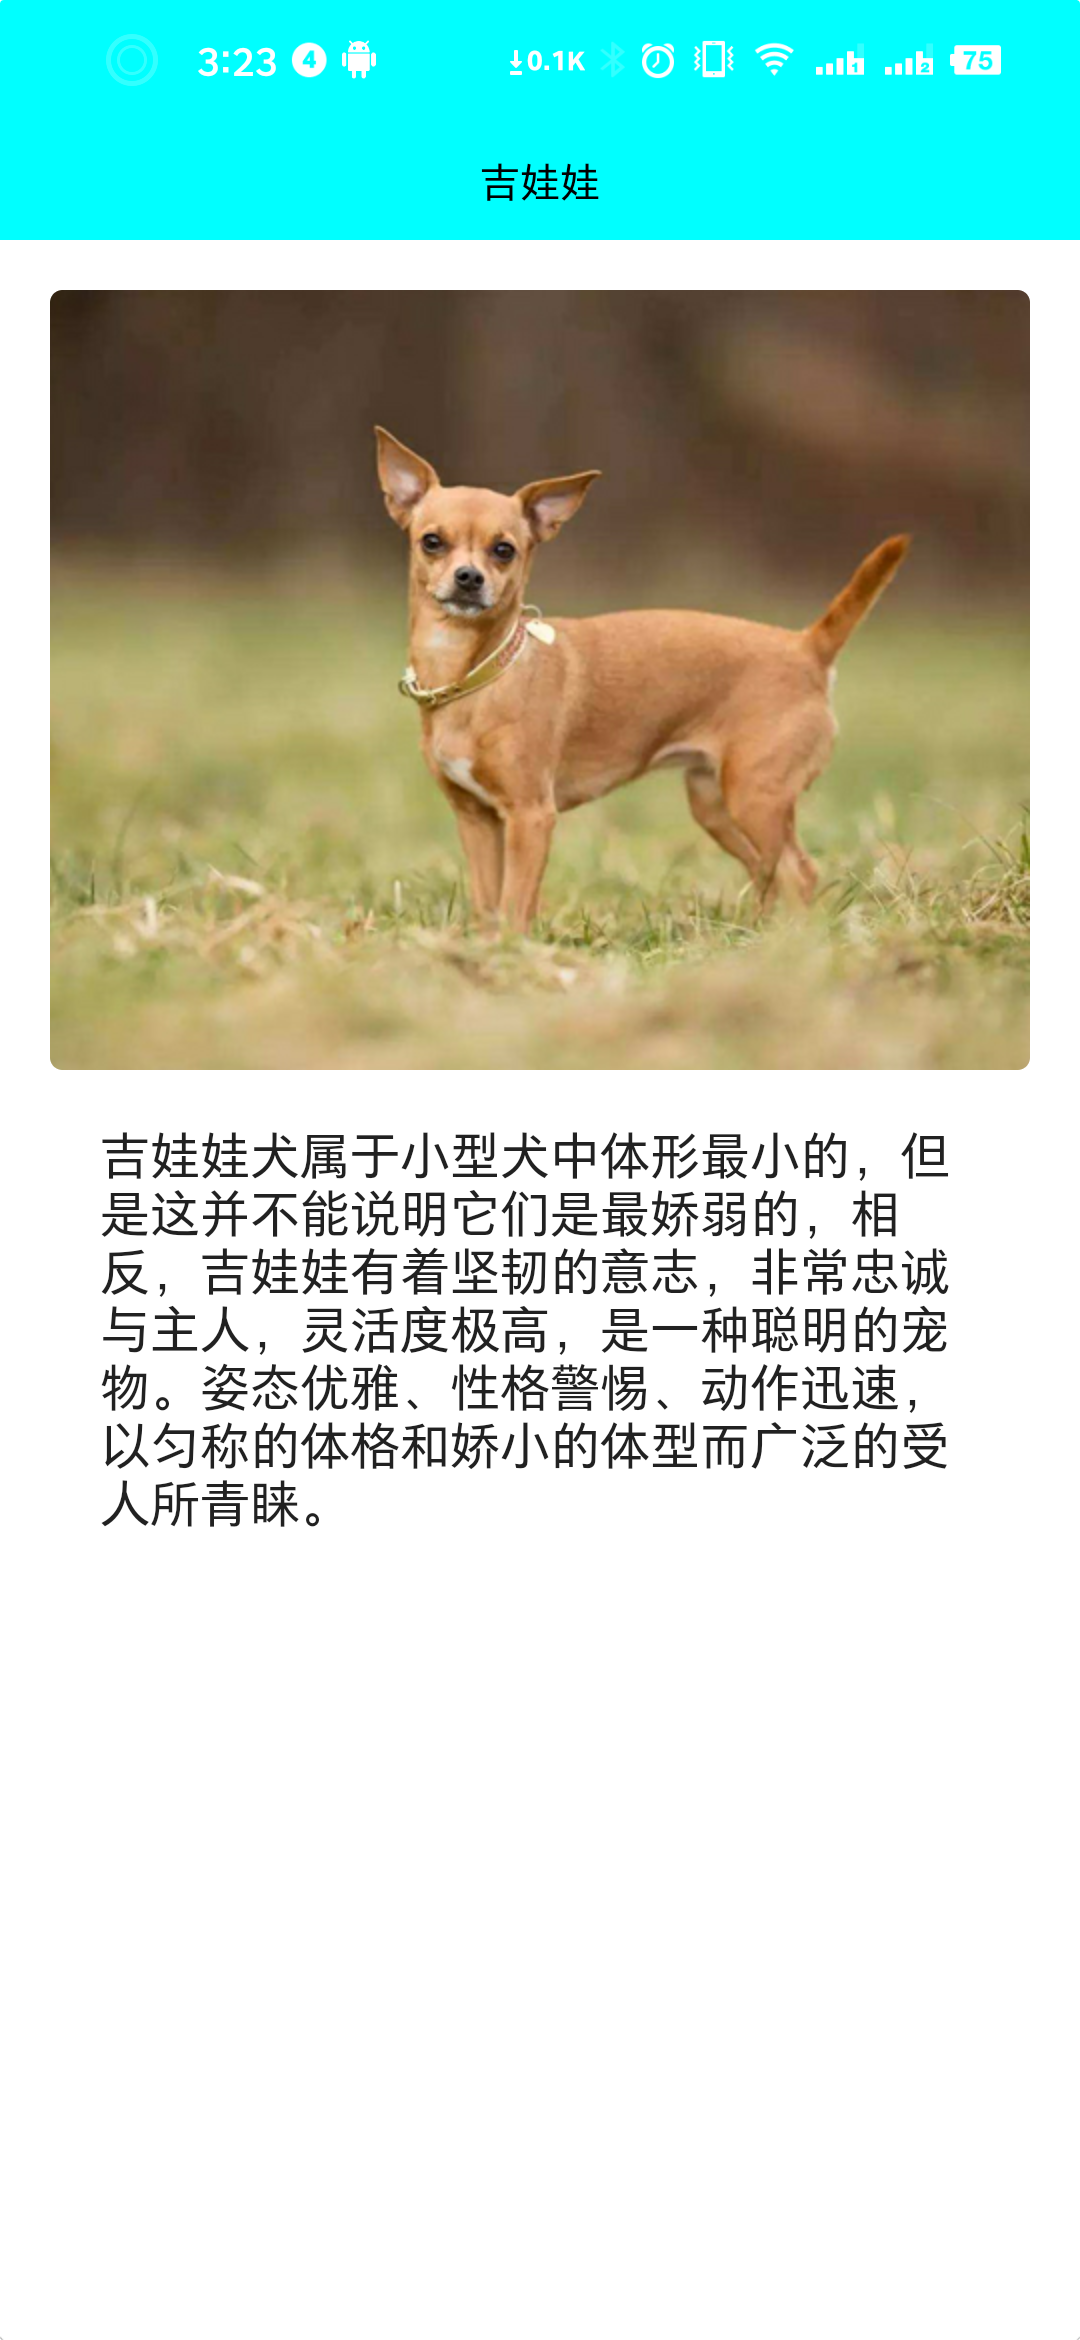 3:23 4 0.1K 1 2 75
吉娃娃
吉娃娃犬属于小型犬中体形最小的，但
是这并不能说明它们是最娇弱的，相
反，吉娃娃有着坚韧的意志，非常忠诚
与主人，灵活度极高，是一种聪明的宠
物。姿态优雅、性格警惕、动作迅速，
以匀称的体格和娇小的体型而广泛的受
人所青睐。